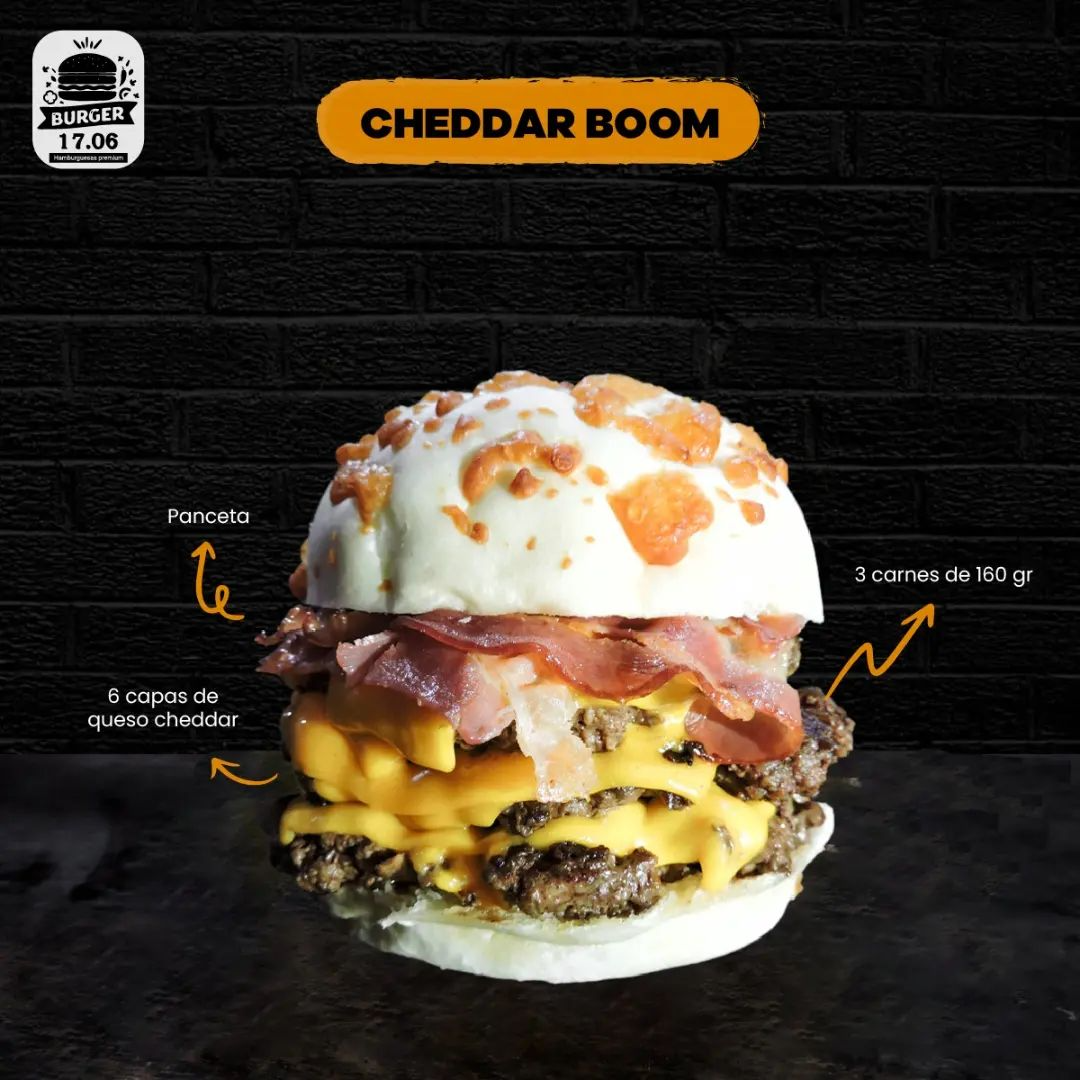 BURGER
17.06
Hamburguesas premium
CHEDDAR BOOM
Panceta
3 carnes de 160 gr
6 capas de
queso cheddar